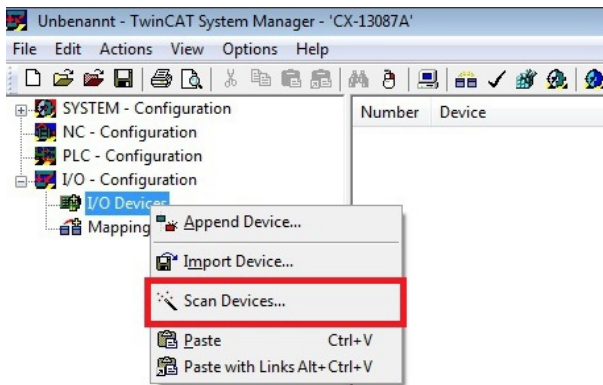 Unbenannt - TwinCAT System Manager - 'CX-13087A'
File Edit Actions View Options Help
SYSTEM - Configuration
NC - Configuration
PLC - Configuration
I/O - Configuration
I/O Devices
Mapping
Number Device
Append Device...
Import Device...
Scan Devices...
Paste Ctrl+V
Paste with Links Alt+Ctrl+V